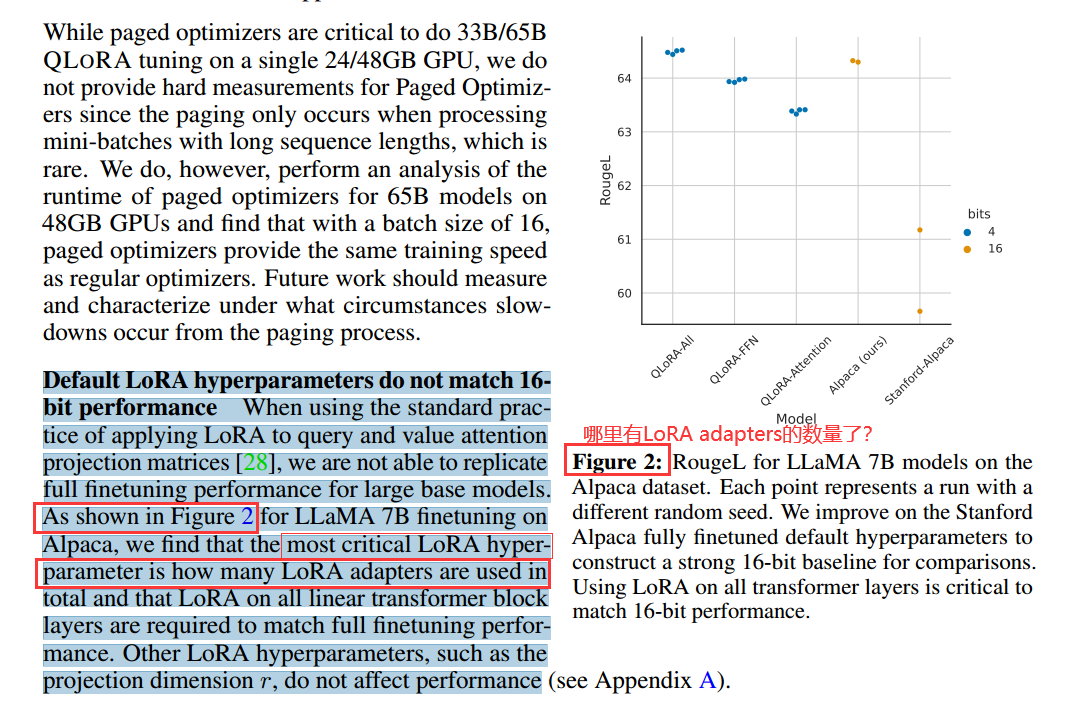 While paged optimizers are critical to do 33B/65B
QLORA tuning on a single 24/48GB GPU, we do
not provide hard measurements for Paged Optimiz-
ers since the paging only occurs when processing
mini-batches with long sequence lengths, which is
rare. We do, however, perform an analysis of the
runtime of paged optimizers for 65B models on
48GB GPUs and find that with a batch size of 16,
paged optimizers provide the same training speed
as regular optimizers. Future work should measure
and characterize under what circumstances slow-
downs occur from the paging process.
Default LoRA hyperparameters do not match 16-
bit performance When using the standard prac-
tice of applying LoRA to query and value attention
projection matrices [28], we are not able to replicate
full finetuning performance for large base models.
As shown in Figure 2 for LLaMA 7B finetuning on
Alpaca, we find that the most critical LoRA hyper-
parameter is how many LoRA adapters are used in
total and that LoRA on all linear transformer block
layers are required to match full finetuning perfor-
mance. Other LoRA hyperparameters, such as the
projection dimension r, do not affect performance (see Appendix A).
64
63
62
61
60
RougeL
bits
4
16
QLoRA-All
QLoRA-FFN
QLoRA-Attention
Alpaca (ours)
Stanford-Alpaca
Model
哪里有LoRA adapters的数量了?
Figure 2: RougeL for LLaMA 7B models on the
Alpaca dataset. Each point represents a run with a
different random seed. We improve on the Stanford
Alpaca fully finetuned default hyperparameters to
construct a strong 16-bit baseline for comparisons.
Using LoRA on all transformer layers is critical to
match 16-bit performance.